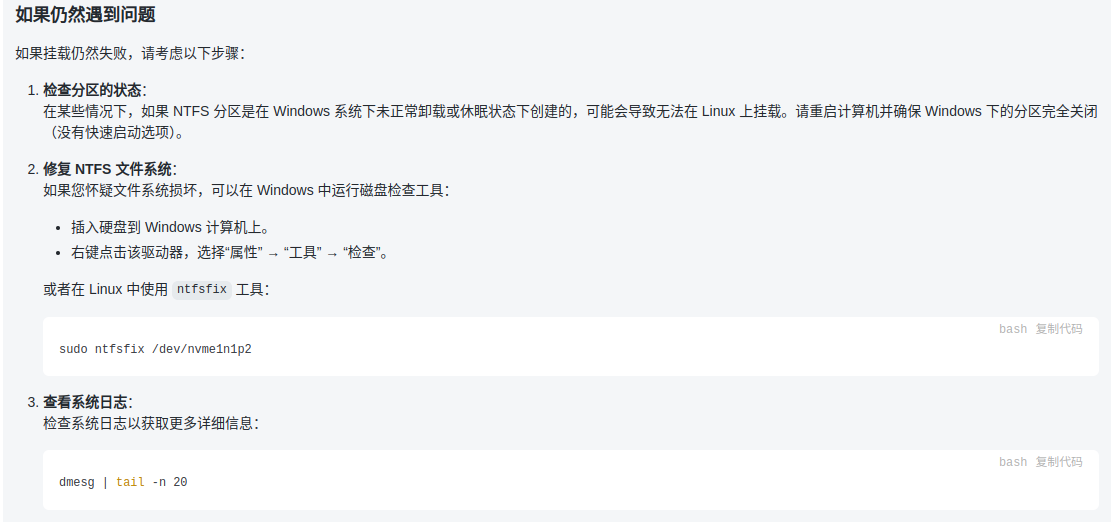 如果仍然遇到问题
如果挂载仍然失败，请考虑以下步骤：
1. 检查分区的状态：
在某些情况下，如果 NTFS 分区是在 Windows 系统下未正常卸载或休眠状态下创建的，可能会导致无法在 Linux 上挂载。请重启计算机并确保 Windows 下的分区完全关闭
（没有快速启动选项）。
2. 修复 NTFS 文件系统：
如果您怀疑文件系统损坏，可以在 Windows 中运行磁盘检查工具：
• 插入硬盘到 Windows 计算机上。
• 右键点击该驱动器，选择“属性” → “工具” → “检查”。
或者在 Linux 中使用 ntfsfix 工具：
bash 复制代码
sudo ntfsfix /dev/nvme1n1p2
3. 查看系统日志：
检查系统日志以获取更多详细信息：
bash 复制代码
dmesg | tail -n 20